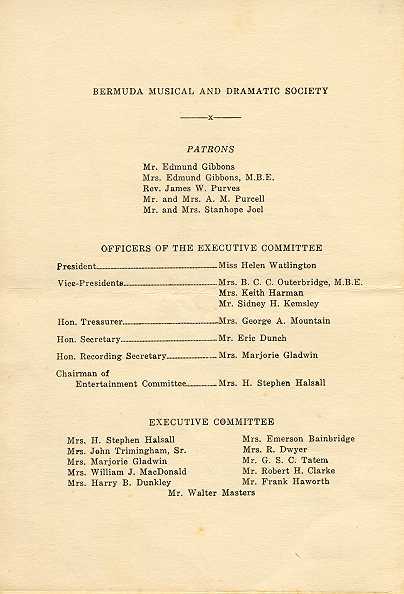 BERMUDA MUSICAL AND DRAMATIC SOCIETY
x
PATRONS
Mr. Edmund Gibbons
Mrs. Edmund Gibbons, M.B.E.
Rev. James W. Purves
Mr. and Mrs. A. M. Purcell
Mr. and Mrs. Stanhope Joel
OFFICERS OF THE EXECUTIVE COMMITTEE
President Miss Helen Watlington
Vice-Presidents Mrs. B. C. C. Outerbridge, M.B.E.
Mrs. Keith Harman
Mr. Sidney H. Kemsley
Hon. Treasurer Mrs. George A. Mountain
Hon. Secretary Mr. Eric Dunch
Hon. Recording Secretary Mrs. Marjorie Gladwin
Chairman of
Entertainment Committee Mrs. H. Stephen Halsall
EXECUTIVE COMMITTEE
Mrs. H. Stephen Halsall
Mrs. John Trimingham, Sr.
Mrs. Marjorie Gladwin
Mrs. William J. MacDonald
Mrs. Harry B. Dunkley
Mrs. Emerson Bainbridge
Mrs. R. Dwyer
Mr. G. S. C. Tatem
Mr. Robert H. Clarke
Mr. Frank Haworth
Mr. Walter Masters